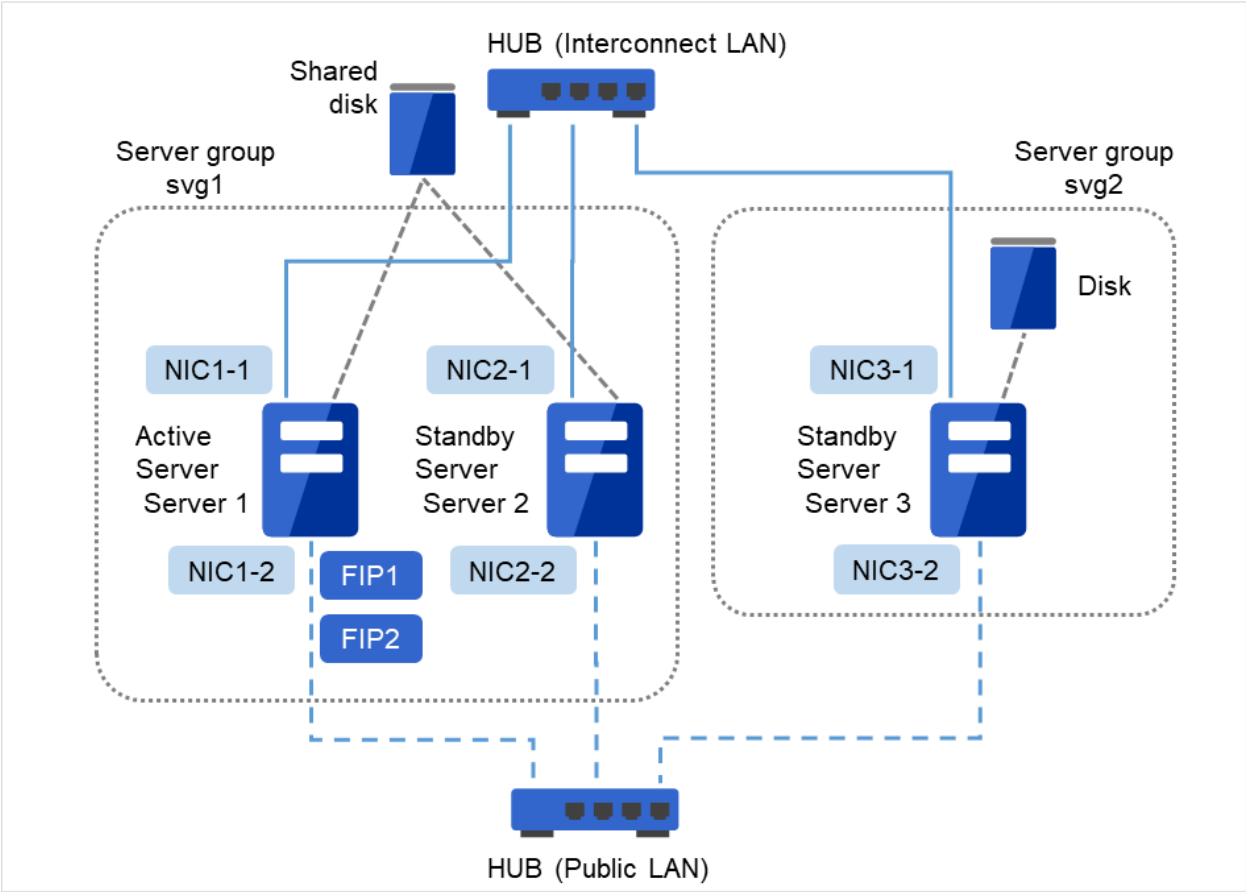 HUB (Interconnect LAN)
Shared
disk
Server group
svg1
Server group
svg2
Disk
NIC1-1
NIC2-1
NIC3-1
Active
Server
Server 1
Standby
Server
Server 2
Standby
Server
Server 3
NIC1-2
FIP1
NIC2-2
NIC3-2
FIP2
HUB (Public LAN)